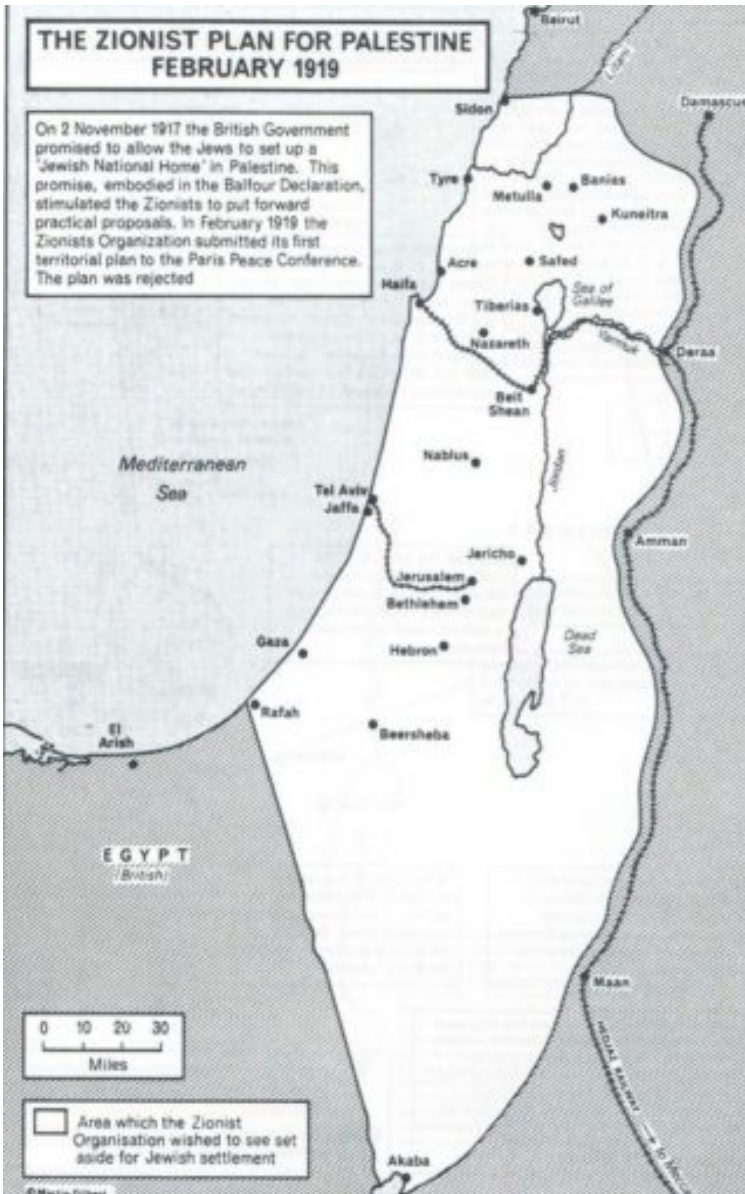 THE ZIONIST PLAN FOR PALESTINE
FEBRUARY 1919
On 2 November 1917 the British Government
promised to allow the Jews to set up a
'Jewish National Home' in Palestine. This
promise, embodied in the Balfour Declaration,
stimulated the Zionists to put forward
practical proposals. In February 1919 the
Zionists Organization submitted its first
territorial plan to the Paris Peace Conference.
The plan was rejected
Beirut
Litani
Sidon
Damascus
Tyre
Metulla
Banias
Kuneitra
Acre
Safed
Haifa
Sea of
Galilee
Tiberias
Nazareth
Yarmuk
Deraa
Beit
Shean
Mediterranean
Sea
Nablus
Jordan
Tel Aviv
Jaffa
Amman
Jericho
Jerusalem
Bethlehem
Gaza
Hebron
Dead
Sea
Rafah
El
Arish
Beersheba
EGYPT
(British)
Maan
0 10 20 30
Miles
HEDJAZ RAILWAY
to
Area which the Zionist
Organisation wished to see set
aside for Jewish settlement
Akaba
© Martin Gilbert